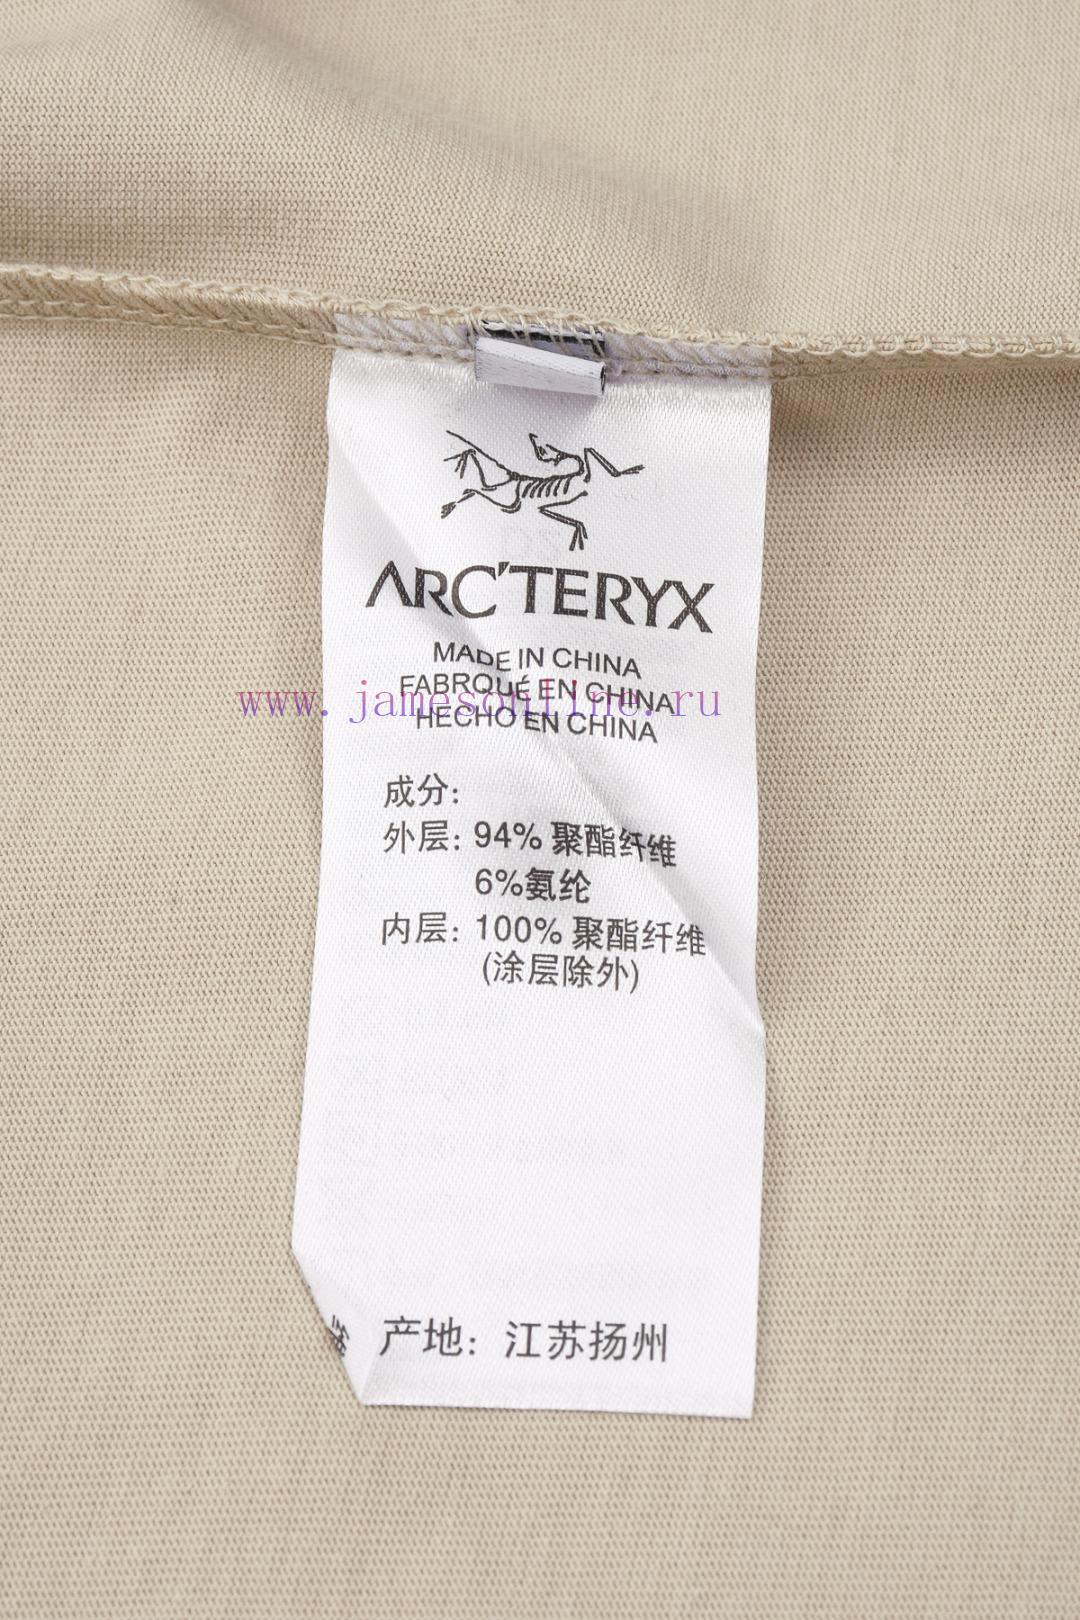 ARC'TERYX
MADE IN CHINA
FABRQUÉ EN CHINA
www.jamesonline.ru
HECHO EN CHINA
成分:
外层: 94% 聚酯纤维
6%氨纶
内层: 100% 聚酯纤维
(涂层除外)
产地: 江苏扬州